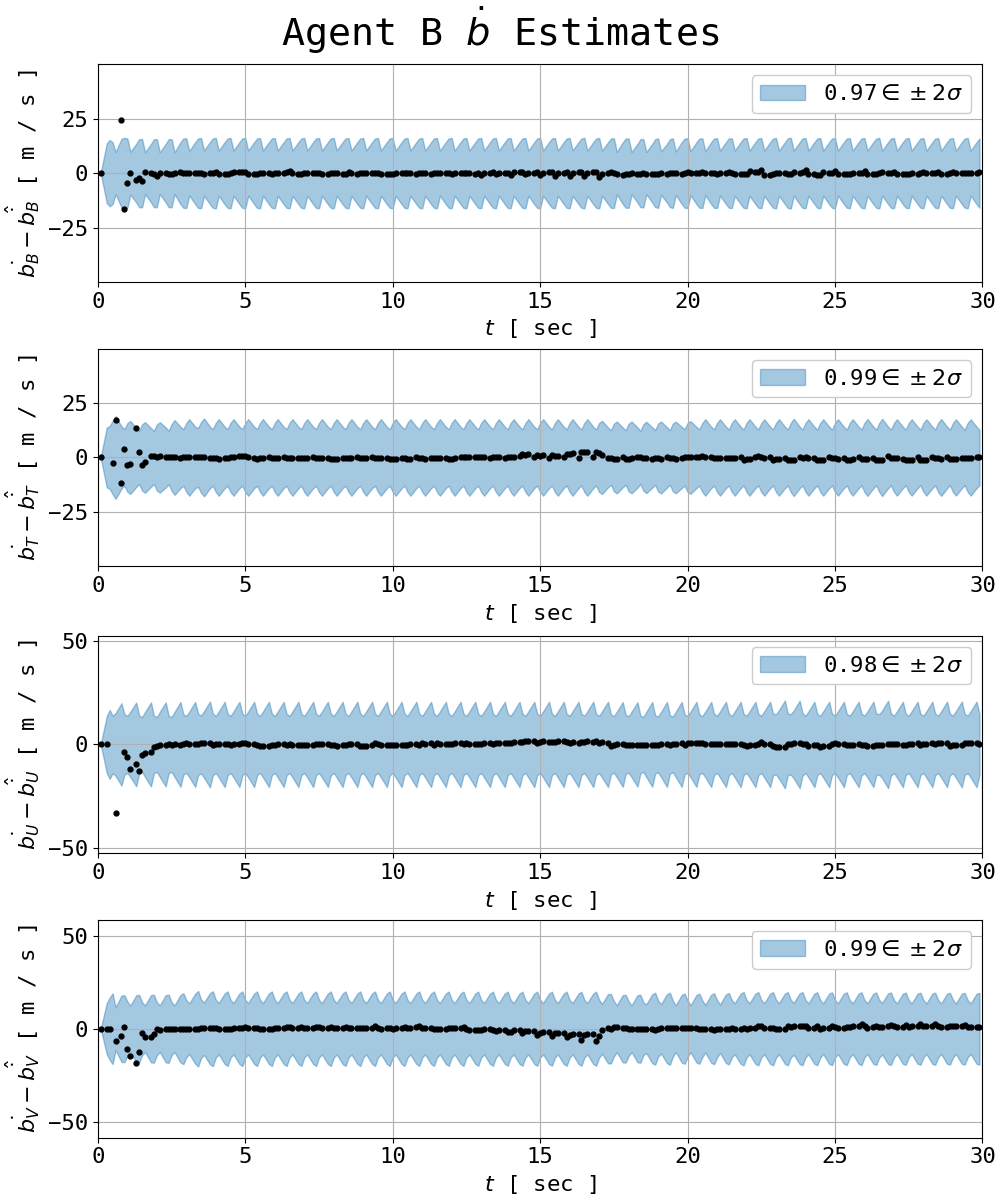 Agent B ḃ Estimates
ḃ_B − ḃ̂_B [ m / s ]
25
0
−25
0.97∈ ±2σ
0 5 10 15 20 25 30
t [ sec ]
ḃ_T − ḃ̂_T [ m / s ]
25
0
−25
0.99∈ ±2σ
0 5 10 15 20 25 30
t [ sec ]
ḃ_U − ḃ̂_U [ m / s ]
50
0
−50
0.98∈ ±2σ
0 5 10 15 20 25 30
t [ sec ]
ḃ_V − ḃ̂_V [ m / s ]
50
0
−50
0.99∈ ±2σ
0 5 10 15 20 25 30
t [ sec ]